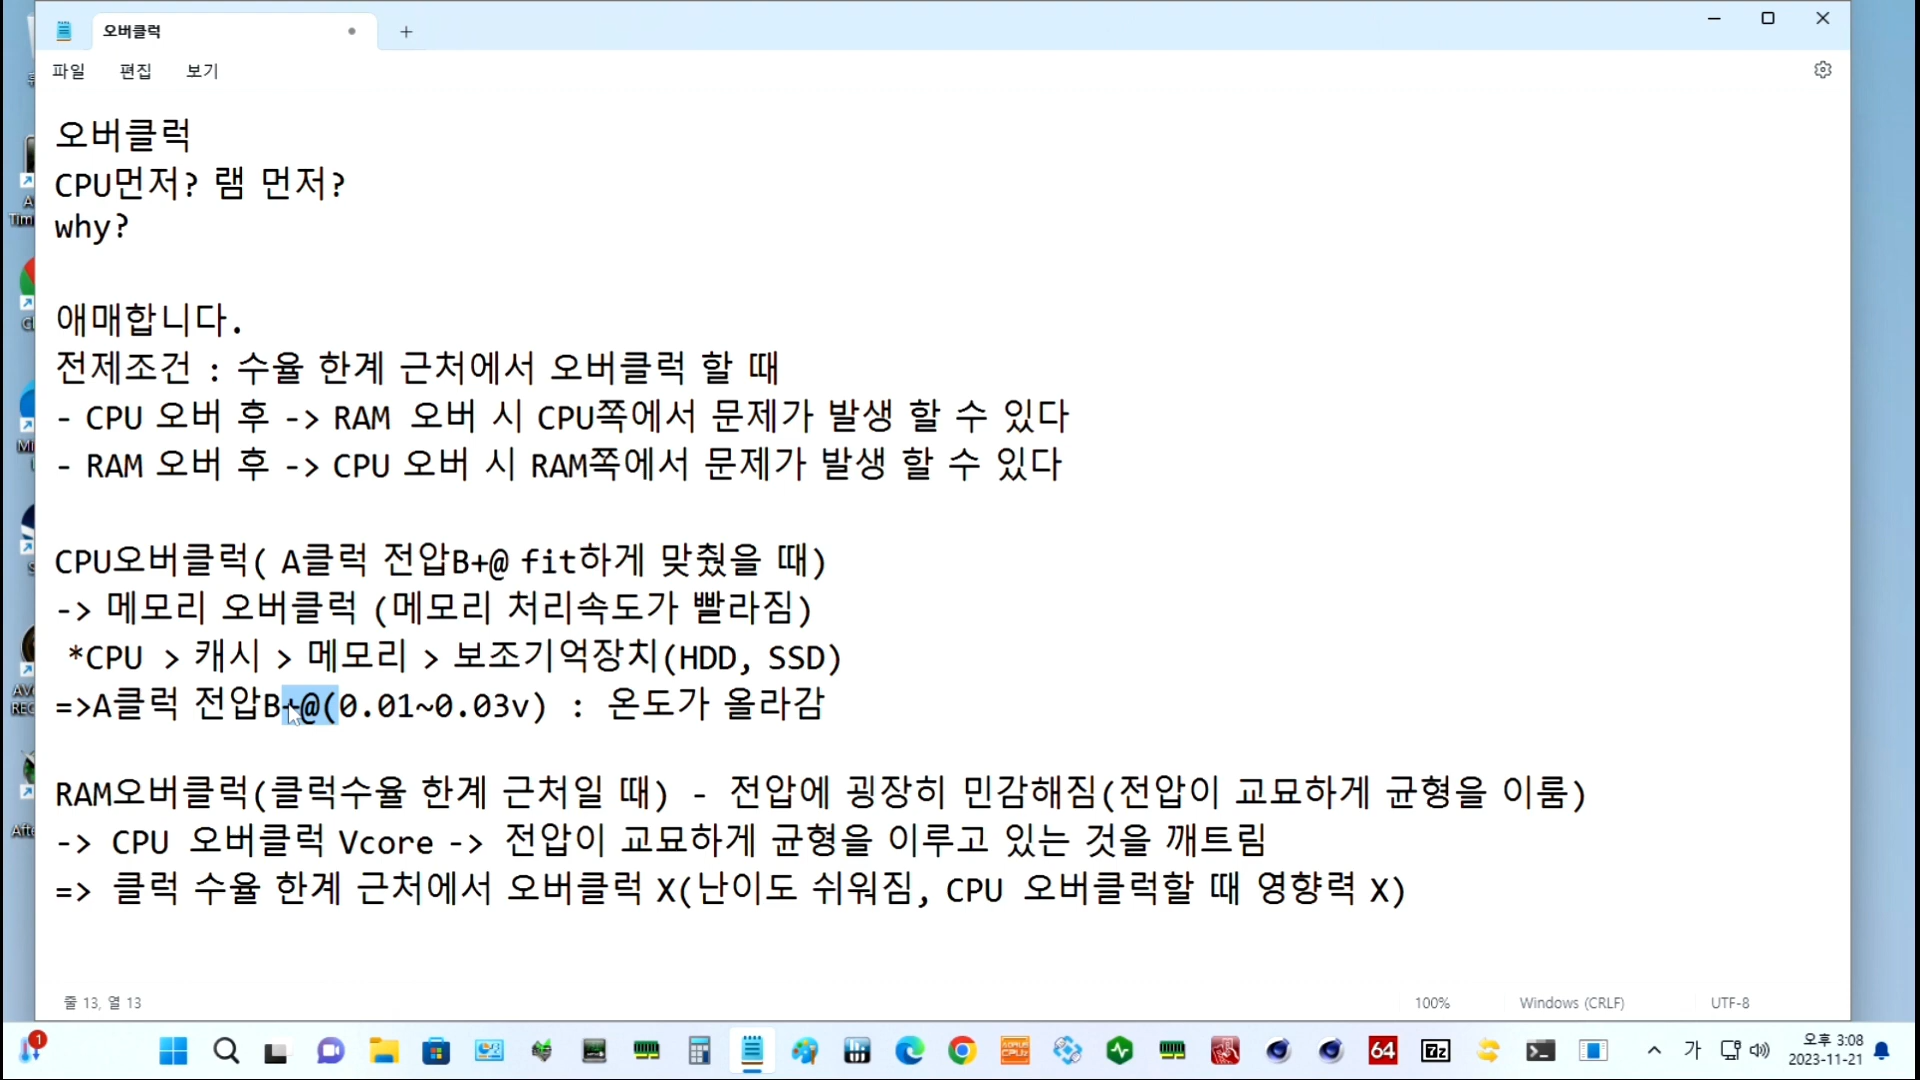 오버클럭
파일 편집 보기
오버클럭
CPU먼저? 램 먼저?
why?
애매합니다.
전제조건 : 수율 한계 근처에서 오버클럭 할 때
- CPU 오버 후 -> RAM 오버 시 CPU쪽에서 문제가 발생 할 수 있다
- RAM 오버 후 -> CPU 오버 시 RAM쪽에서 문제가 발생 할 수 있다
CPU오버클럭( A클럭 전압B+@ fit하게 맞췄을 때)
-> 메모리 오버클럭 (메모리 처리속도가 빨라짐)
*CPU > 캐시 > 메모리 > 보조기억장치(HDD, SSD)
=>A클럭 전압B+@(0.01~0.03v) : 온도가 올라감
RAM오버클럭(클럭수율 한계 근처일 때) - 전압에 굉장히 민감해짐(전압이 교묘하게 균형을 이룸)
-> CPU 오버클럭 Vcore -> 전압이 교묘하게 균형을 이루고 있는 것을 깨트림
=> 클럭 수율 한계 근처에서 오버클럭 X(난이도 쉬워짐, CPU 오버클럭할 때 영향력 X)
줄 13, 열 13
100%
Windows (CRLF)
UTF-8
1
64
7z
가
오후 3:08
2023-11-21